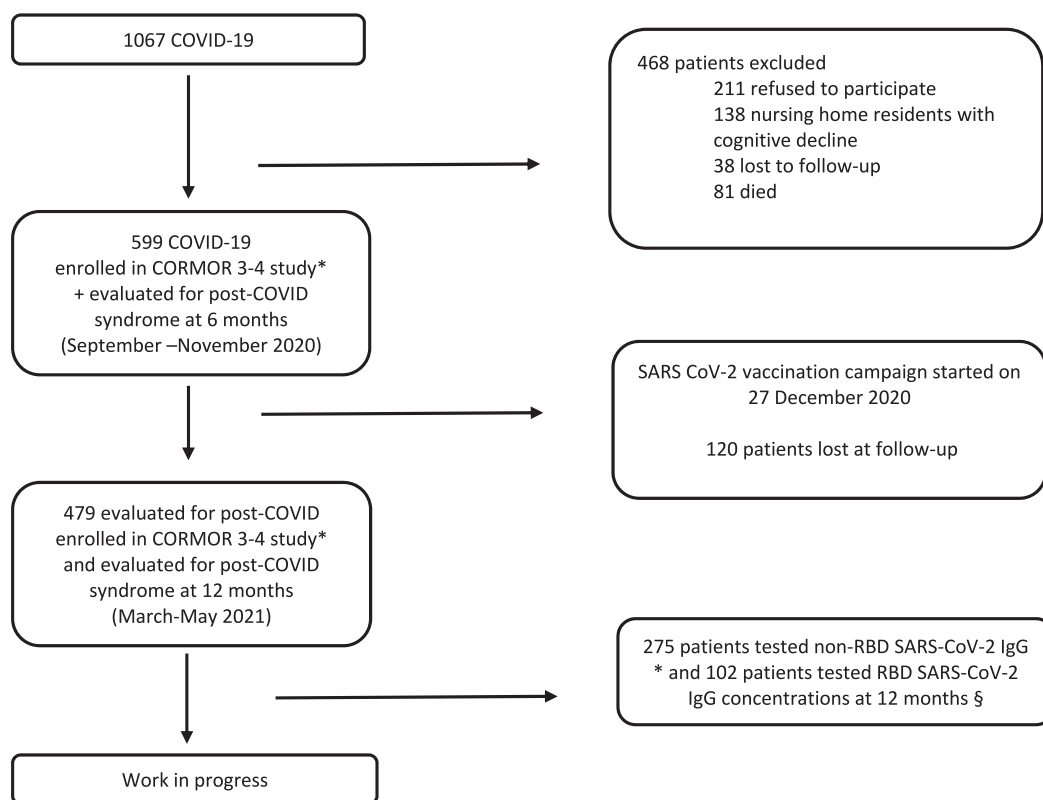 1067 COVID-19
468 patients excluded
211 refused to participate
138 nursing home residents with
cognitive decline
38 lost to follow-up
81 died
599 COVID-19
enrolled in CORMOR 3-4 study*
+ evaluated for post-COVID
syndrome at 6 months
(September –November 2020)
SARS CoV-2 vaccination campaign started on
27 December 2020
120 patients lost at follow-up
479 evaluated for post-COVID
enrolled in CORMOR 3-4 study*
and evaluated for post-COVID
syndrome at 12 months
(March-May 2021)
275 patients tested non-RBD SARS-CoV-2 IgG
* and 102 patients tested RBD SARS-CoV-2
IgG concentrations at 12 months §
Work in progress